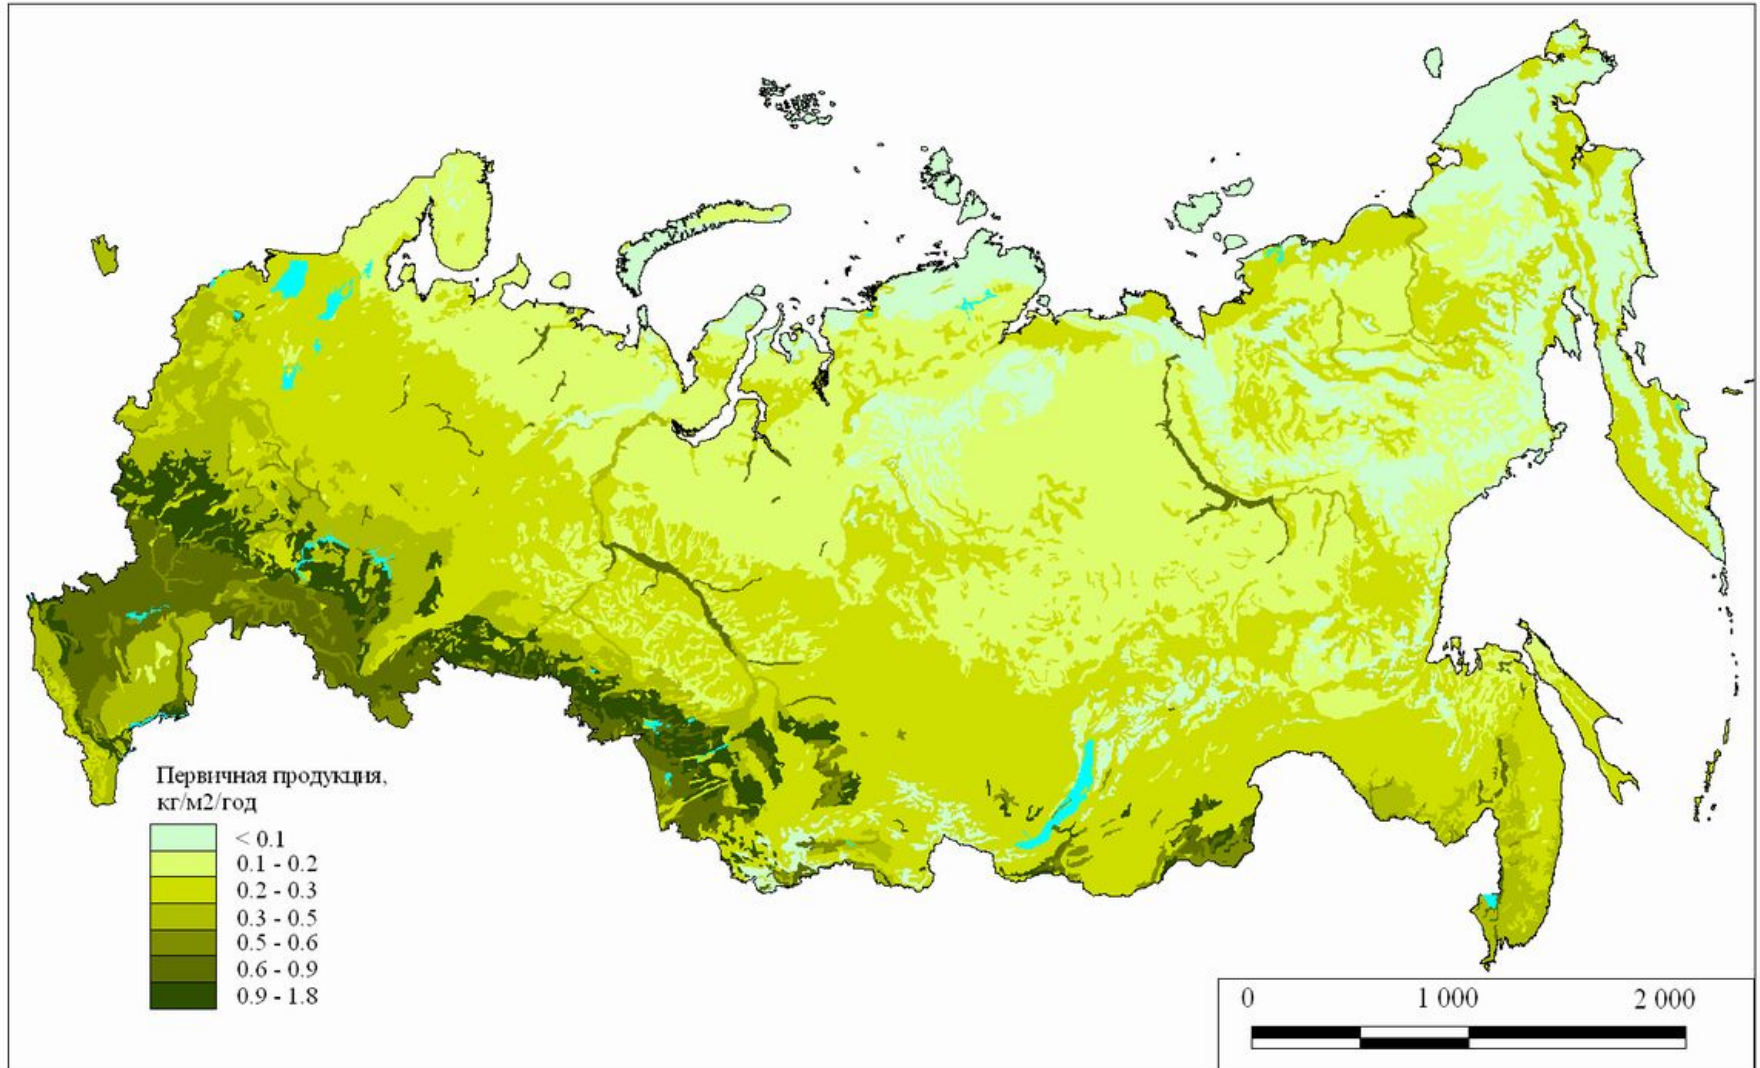 Первичная продукция,
кг/м2/год
< 0.1
0.1 - 0.2
0.2 - 0.3
0.3 - 0.5
0.5 - 0.6
0.6 - 0.9
0.9 - 1.8
0 1 000 2 000